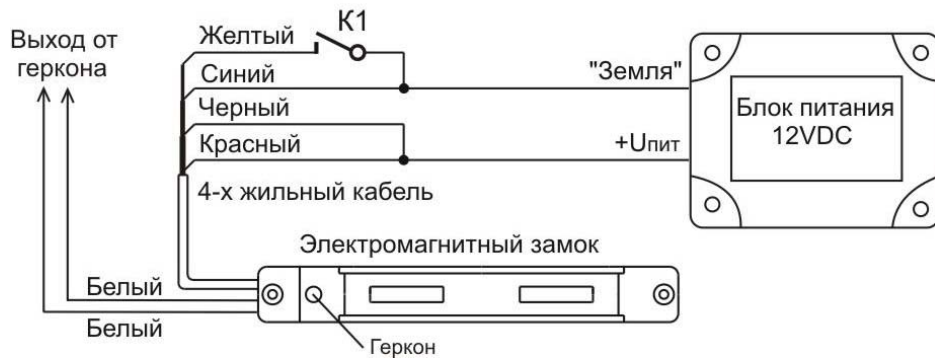 Выход от
геркона
Желтый
К1
Синий
"Земля"
Черный
Красный
+Uпит
Блок питания
12VDC
4-х жильный кабель
Электромагнитный замок
Белый
Белый
Геркон